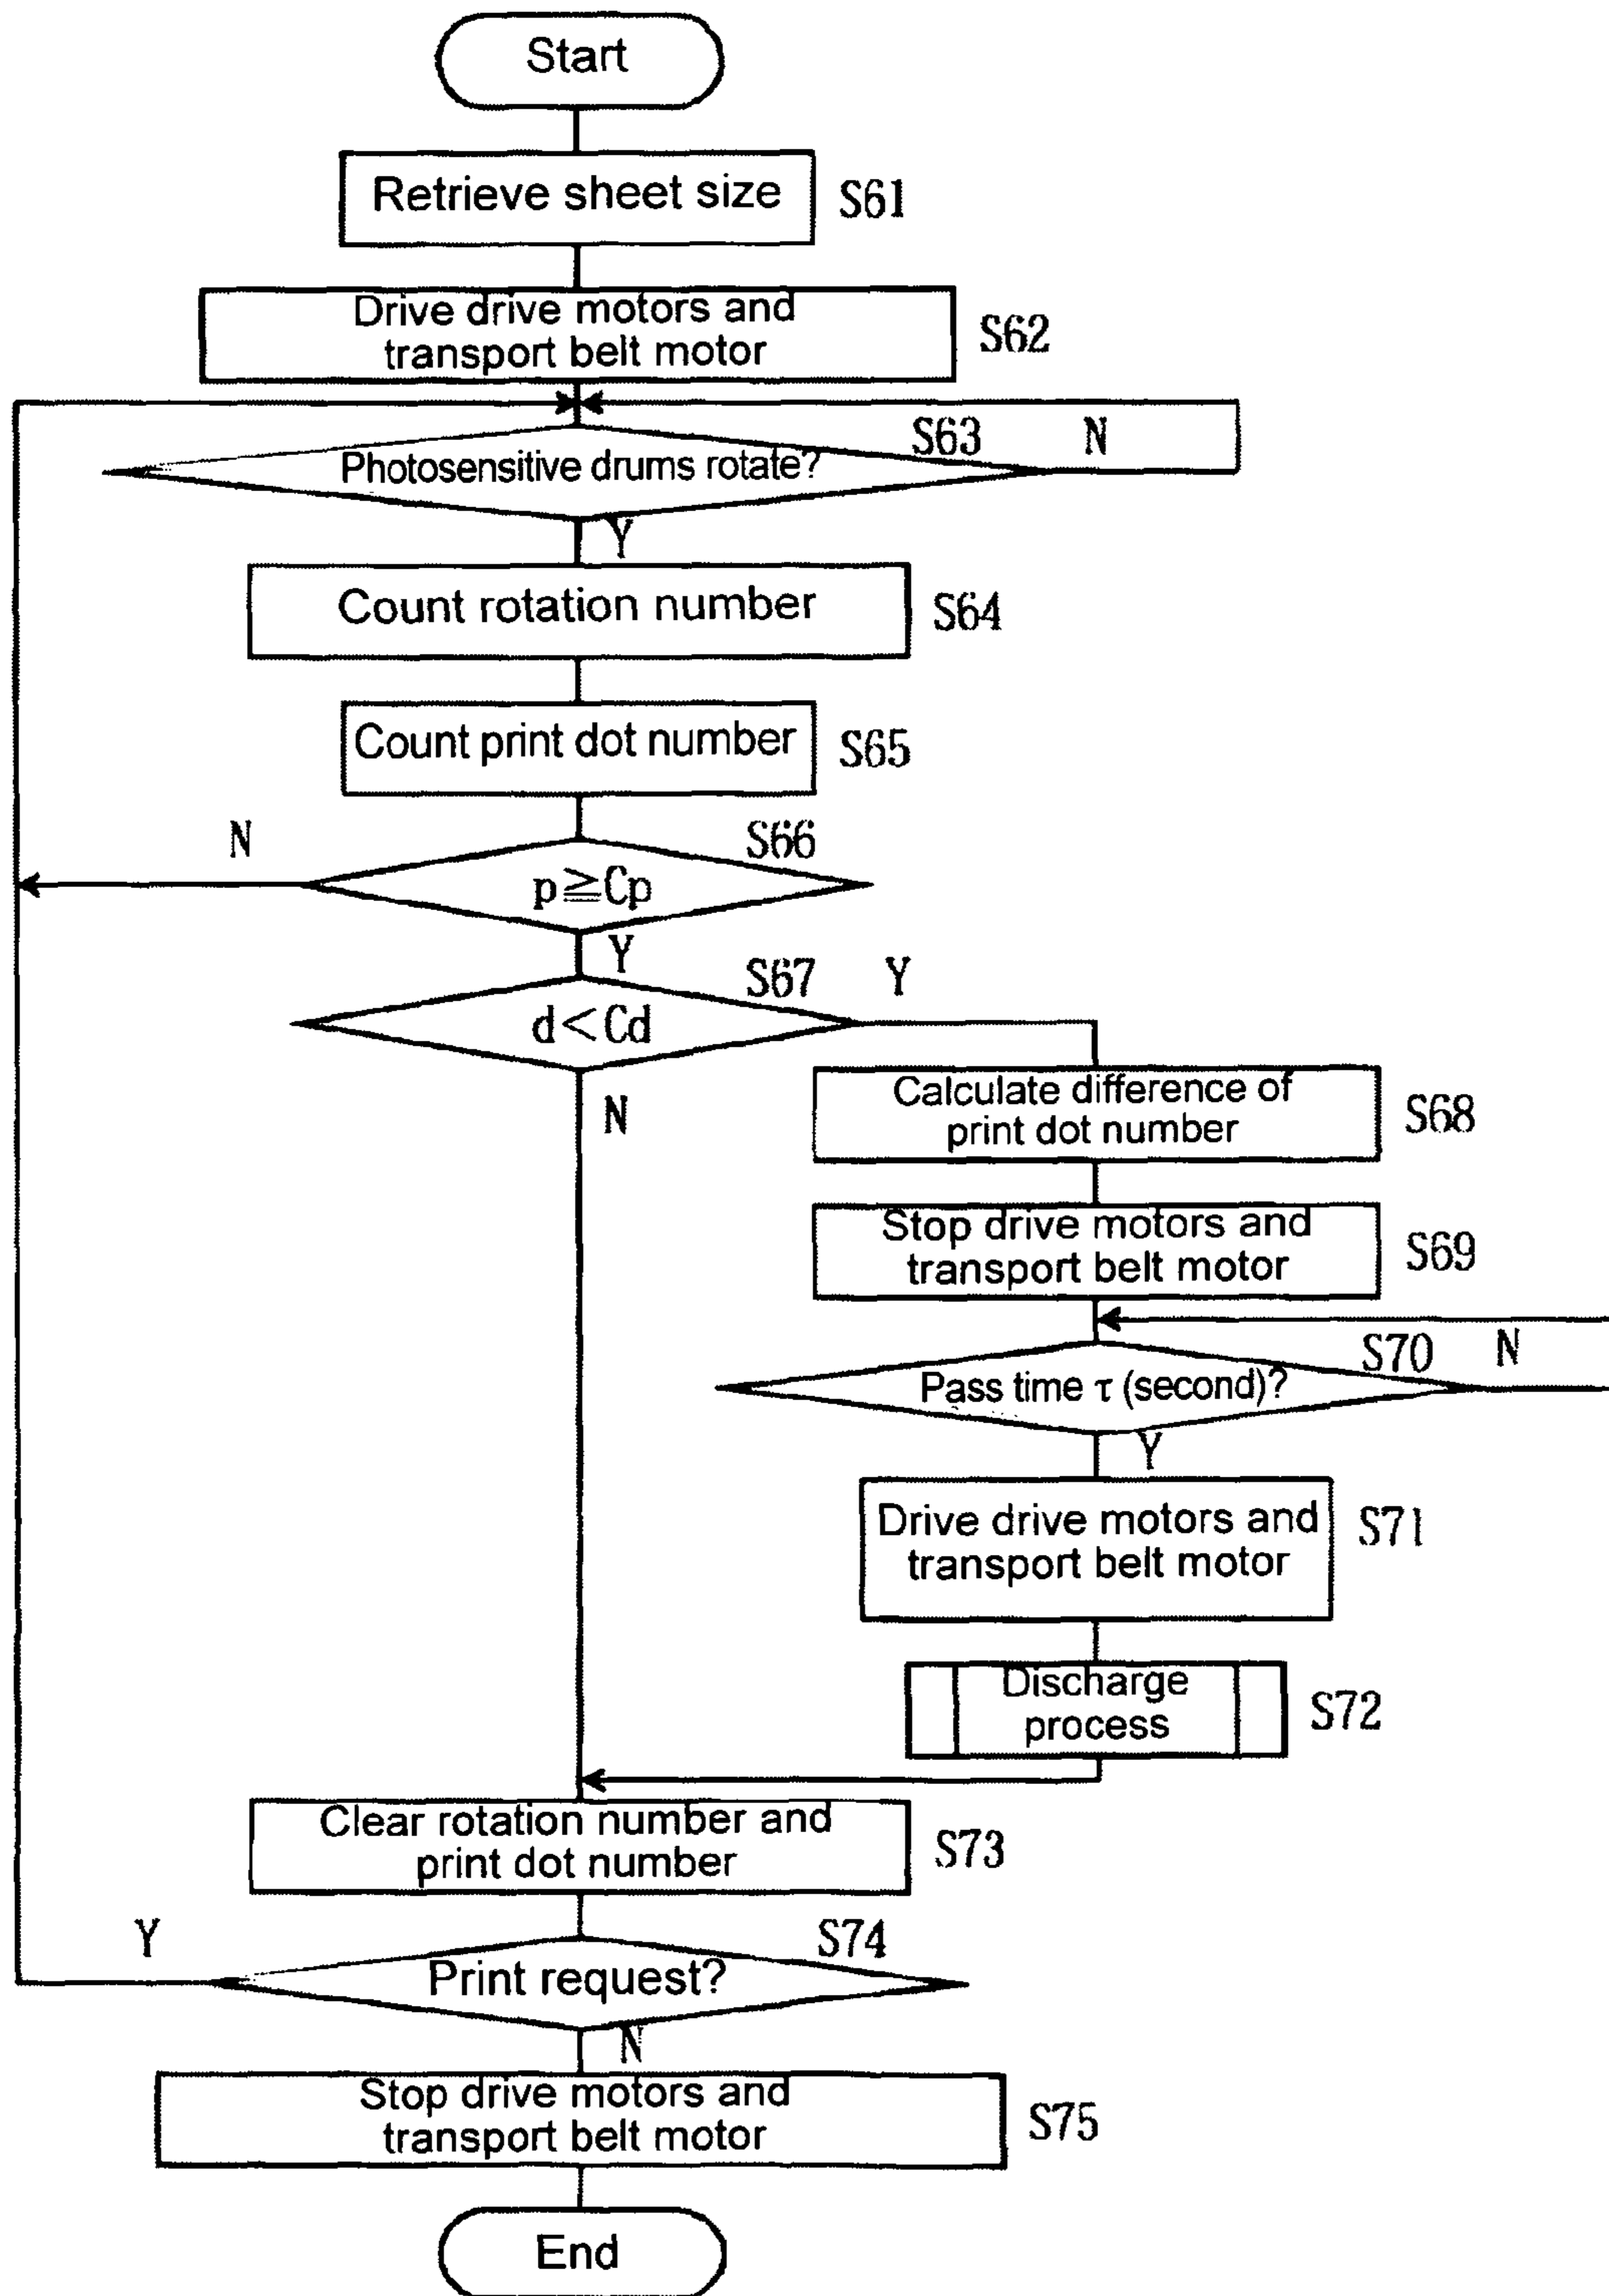 Start
Retrieve sheet size
S61
Drive drive motors and
transport belt motor
S62
S63
N
Photosensitive drums rotate?
Y
Count rotation number
S64
Count print dot number
S65
N
S66
p≧Cp
Y
S67
Y
d<Cd
N
Calculate difference of
print dot number
S68
Stop drive motors and
transport belt motor
S69
S70
N
Pass time τ (second)?
Y
Drive drive motors and
transport belt motor
S71
Discharge
process
S72
Clear rotation number and
print dot number
S73
Y
S74
Print request?
N
Stop drive motors and
transport belt motor
S75
End